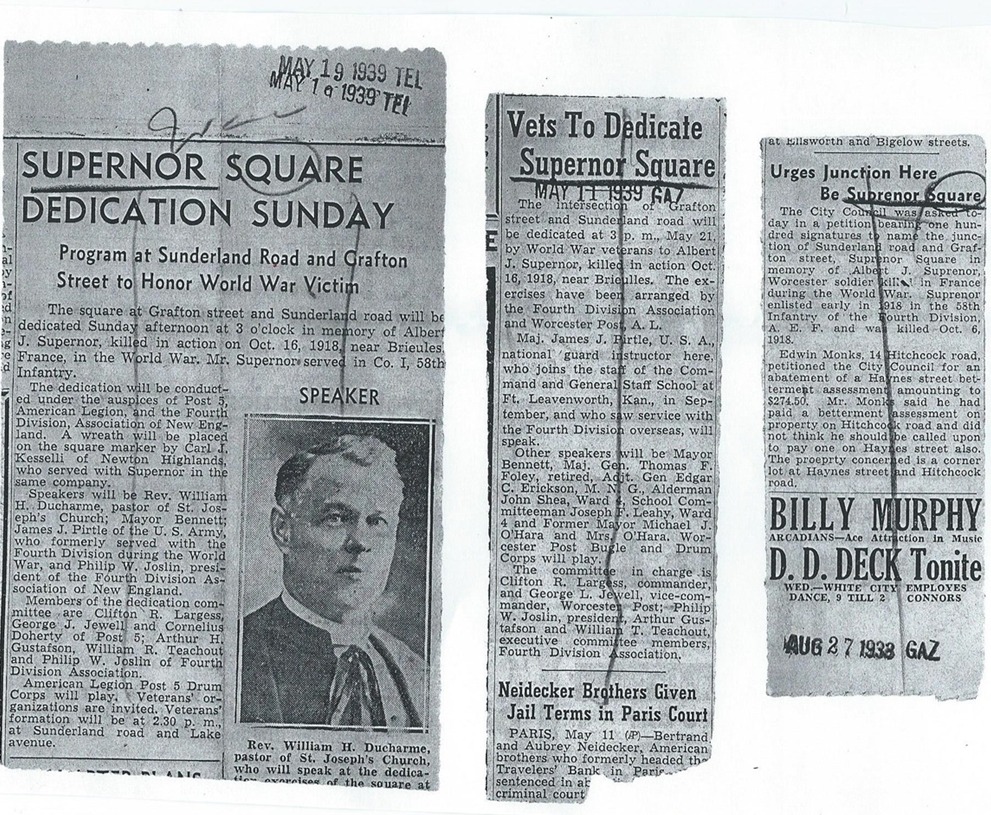 MAY 19 1939 TEL
MAY 19 1939 TEL
SUPERNOR SQUARE
DEDICATION SUNDAY
Program at Sunderland Road and Grafton
Street to Honor World War Victim
The square at Grafton street and Sunderland road will be
dedicated Sunday afternoon at 3 o'clock in memory of Albert
J. Supernor, killed in action on Oct. 16, 1918, near Brieules,
France, in the World War. Mr. Supernor served in Co. I, 58th
Infantry.
The dedication will be conduct-
ed under the auspices of Post 5,
American Legion, and the Fourth
Division, Association of New Eng-
land. A wreath will be placed
on the square marker by Carl J.
Kesselli of Newton Highlands,
who served with Supernor in the
same company.
Speakers will be Rev. William
H. Ducharme, pastor of St. Jos-
eph's Church; Mayor Bennett;
James J. Pirtle of the U. S. Army,
who formerly served with the
Fourth Division during the World
War, and Philip W. Joslin, presi-
dent of the Fourth Division As-
sociation of New England.
Members of the dedication com-
mittee are Clifton R. Largess,
George J. Jewell and Cornelius
Doherty of Post 5; Arthur H.
Gustafson, William R. Teachout
and Philip W. Joslin of Fourth
Division Association.
American Legion Post 5 Drum
Corps will play. Veterans' or-
ganizations are invited. Veterans'
formation will be at 2.30 p. m.,
at Sunderland road and Lake
avenue.
SPEAKER
Rev. William H. Ducharme,
pastor of St. Joseph's Church,
who will speak at the dedica-
tion exercises of the square at
Vets To Dedicate
Supernor Square
MAY 11 1939 GAZ
The intersection of Grafton
street and Sunderland road will
be dedicated at 3 p. m., May 21,
by World War veterans to Albert
J. Supernor, killed in action Oct.
16, 1918, near Brieulles. The ex-
ercises have been arranged by
the Fourth Division Association
and Worcester Post, A. L.
Maj. James J. Pirtle, U. S. A.,
national guard instructor here,
who joins the staff of the Com-
mand and General Staff School at
Ft. Leavenworth, Kan., in Sep-
tember, and who saw service with
the Fourth Division overseas, will
speak.
Other speakers will be Mayor
Bennett, Maj. Gen. Thomas F.
Foley, retired, Adjt. Gen Edgar
C. Erickson, M. N. G., Alderman
John Shea, Ward 4, School Com-
mitteeman Joseph F. Leahy, Ward
4 and Former Mayor Michael J.
O'Hara and Mrs. O'Hara. Wor-
cester Post Bugle and Drum
Corps will play.
The committee in charge is
Clifton R. Largess, commander,
and George L. Jewell, vice-com-
mander, Worcester Post; Philip
W. Joslin, president, Arthur Gus-
tafson and William T. Teachout,
executive committee members,
Fourth Division Association.
Neidecker Brothers Given
Jail Terms in Paris Court
PARIS, May 11 (AP)—Bertrand
and Aubrey Neidecker, American
brothers who formerly headed the
Travelers' Bank in Paris
sentenced in
criminal court
at Ellsworth and Bigelow streets.
Urges Junction Here
Be Suprenor Square
The City Council was asked to-
day in a petition bearing one hun-
dred signatures to name the junc-
tion of Sunderland road and Graf-
ton street, Suprenor Square in
memory of Albert J. Suprenor,
Worcester soldier killed in France
during the World War. Suprenor
enlisted early in 1918 in the 58th
Infantry of the Fourth Division,
A. E. F. and was killed Oct. 6,
1918.
Edwin Monks, 14 Hitchcock road,
petitioned the City Council for an
abatement of a Haynes street bet-
terment assessment amounting to
$274.50. Mr. Monks said he had
paid a betterment assessment on
property on Hitchcock road and did
not think he should be called upon
to pay one on Haynes street also.
The proeprty concerned is a corner
lot at Haynes street and Hitchcock
road.
BILLY MURPHY
ARCADIANS—Ace Attraction in Music
D. D. DECK Tonite
WED.—WHITE CITY EMPLOYES
DANCE, 9 TILL 2 CONNORS
AUG 27 1938 GAZ